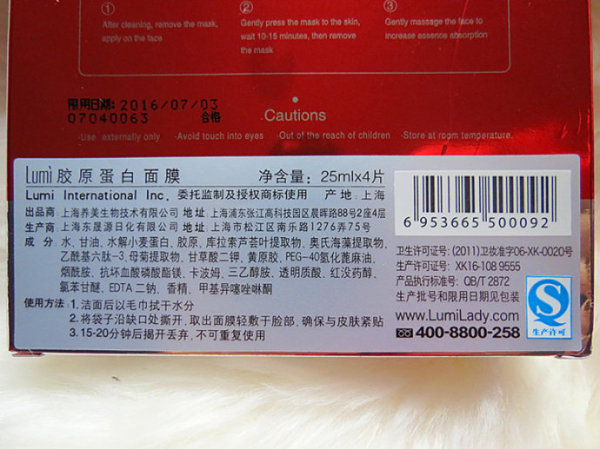 1
After cleaning, remove the mask, apply on the face
2
Gently press the mask to the skin, wait 10-15 minutes, then remove the mask
3
Gently massage the face to increase essence absorption
限用日期: 2016/07/03
07040063 合格
Cautions
·Use externally only ·Avoid touch into eyes ·Out of the reach of children ·Store at room temperature.
Lumi 胶原蛋白面膜 净含量: 25mlx4片
Lumi International Inc. 委托监制及授权商标使用 产地:上海
出品商 上海养美生物技术有限公司 地址 上海浦东张江高科技园区晨晖路88号2座4层
生产商 上海东晟源日化有限公司 地址 上海市松江区南乐路1276弄75号
成 分 水、甘油、水解小麦蛋白、胶原、库拉索芦荟叶提取物、奥氏海藻提取物、
乙酰基六肽-3、母菊提取物、甘草酸二钾、黄原胶、PEG-40氢化蓖麻油、
烟酰胺、抗坏血酸磷酸酯镁、卡波姆、三乙醇胺、透明质酸、红没药醇、
氯苯甘醚、EDTA 二钠、香精、甲基异噻唑啉酮
使用方法: 1.洁面后以毛巾拭干水分
2.将袋子沿缺口处撕开,取出面膜轻敷于脸部,确保与皮肤紧贴
3.15-20分钟后揭开丢弃,不可重复使用
6 953665 500092
卫生许可证号: (2011)卫妆准字06-XK-0020号
生产许可证号: XK16-108 9555
产品执行标准号: QB/T 2872
生产批号和限用日期见包装
www.LumiLady.com
400-8800-258
生产许可